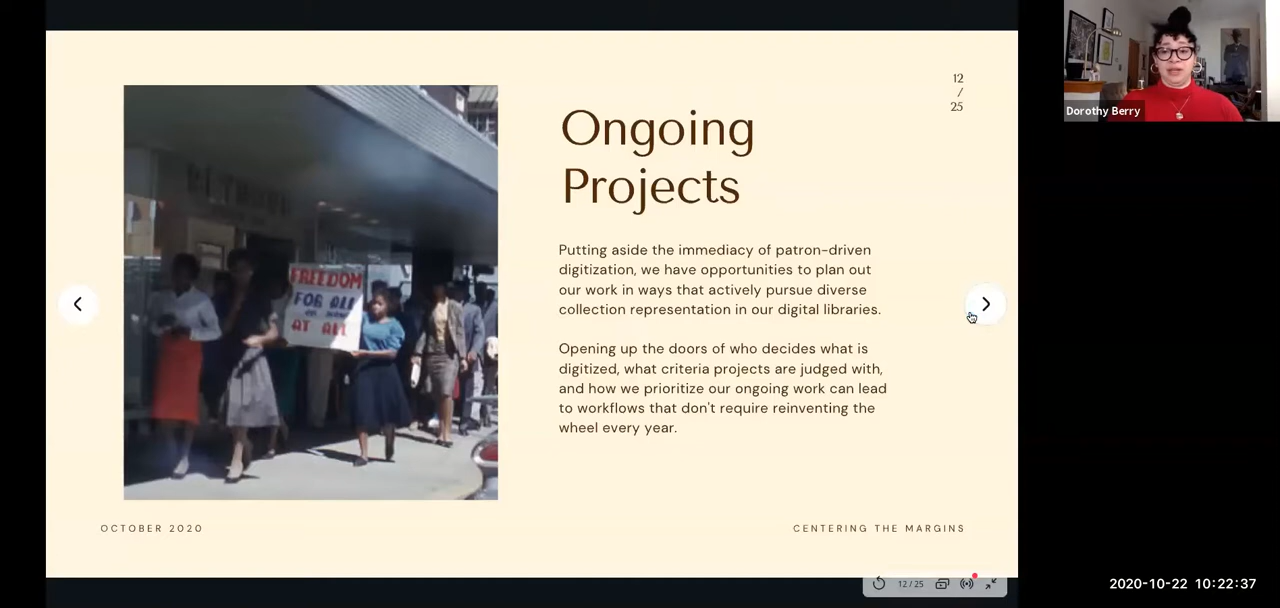 12
/
25
Ongoing
Projects
Putting aside the immediacy of patron-driven
digitization, we have opportunities to plan out
our work in ways that actively pursue diverse
collection representation in our digital libraries.
Opening up the doors of who decides what is
digitized, what criteria projects are judged with,
and how we prioritize our ongoing work can lead
to workflows that don't require reinventing the
wheel every year.
FREEDOM
FOR ALL
AT ALL
OCTOBER 2020
CENTERING THE MARGINS
12 / 25
Dorothy Berry
2020-10-22 10:22:37